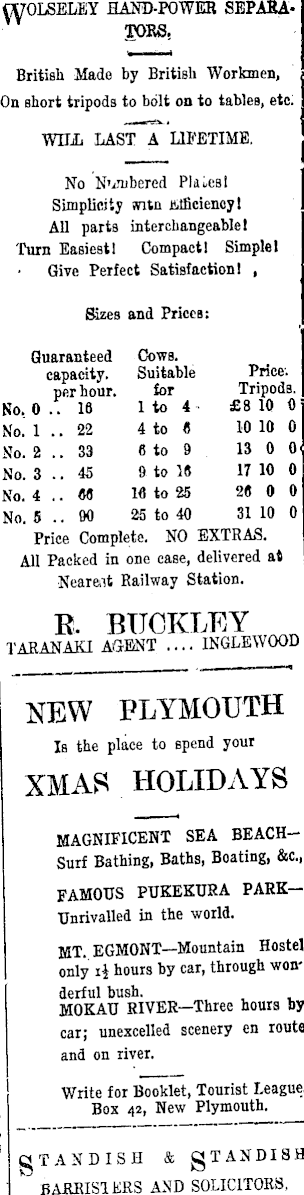 WOLSELEY HAND-POWER SEPARA-
TORS.
British Made by British Workmen,
On short tripods to bolt on to tables, etc.
WILL LAST A LIFETIME.
No Numbered Plates!
Simplicity with Efficiency!
All parts interchangeable!
Turn Easiest! Compact! Simple!
Give Perfect Satisfaction!
Sizes and Prices:
Guaranteed Cows.
capacity. Suitable Price.
per hour. for Tripods.
No. 0 .. 16 1 to 4 £8 10 0
No. 1 .. 22 4 to 6 10 10 0
No. 2 .. 33 6 to 9 13 0 0
No. 3 .. 45 9 to 16 17 10 0
No. 4 .. 66 16 to 25 26 0 0
No. 5 .. 90 25 to 40 31 10 0
Price Complete. NO EXTRAS.
All Packed in one case, delivered at
Nearest Railway Station.
R. BUCKLEY
TARANAKI AGENT .... INGLEWOOD
NEW PLYMOUTH
Is the place to spend your
XMAS HOLIDAYS
MAGNIFICENT SEA BEACH—
Surf Bathing, Baths, Boating, &c.,
FAMOUS PUKEKURA PARK—
Unrivalled in the world.
MT. EGMONT—Mountain Hostel
only 1½ hours by car, through won-
derful bush.
MOKAU RIVER—Three hours by
car; unexcelled scenery en route
and on river.
Write for Booklet, Tourist League
Box 42, New Plymouth.
STANDISH & STANDISH
BARRISTERS AND SOLICITORS,